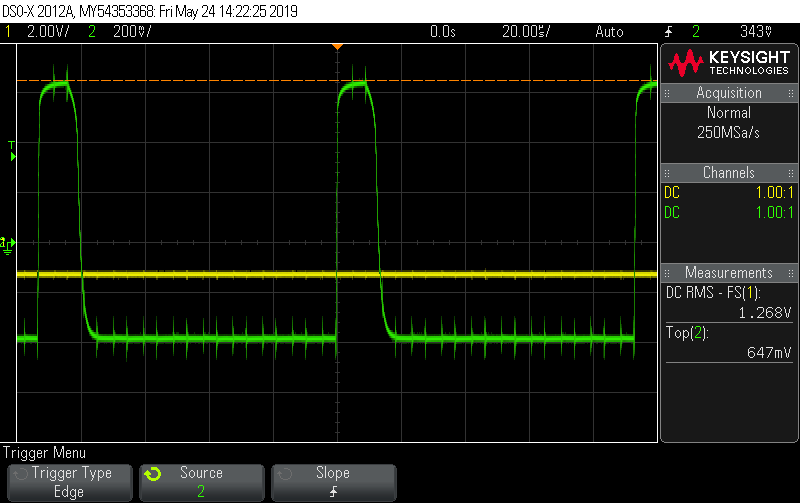 DSO-X 2012A, MY54353368: Fri May 24 14:22:25 2019
1 2.00V/ 2 200mV/ 0.0s 20.00us/ Auto 2 343mV
KEYSIGHT
TECHNOLOGIES
Acquisition
Normal
250MSa/s
Channels
DC 1.00:1
DC 1.00:1
Measurements
DC RMS - FS(1):
1.268V
Top(2):
647mV
T
Trigger Menu
Trigger Type
Edge
Source
2
Slope